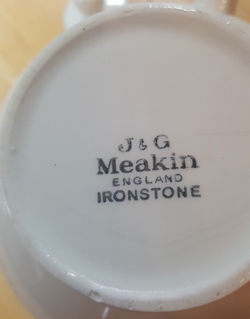 J & G
Meakin
ENGLAND
IRONSTONE